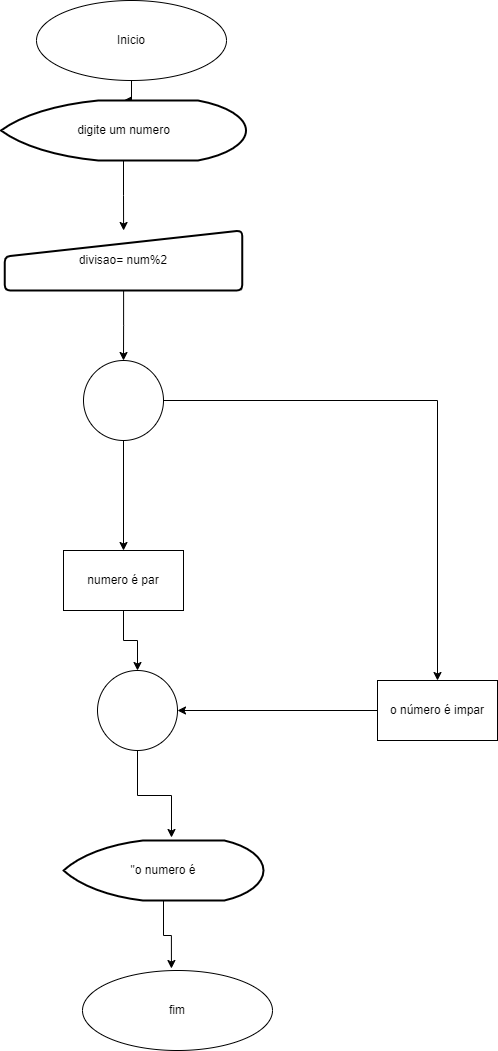 Inicio
digite um numero
divisao= num%2
numero é par
o número é impar
"o numero é
fim